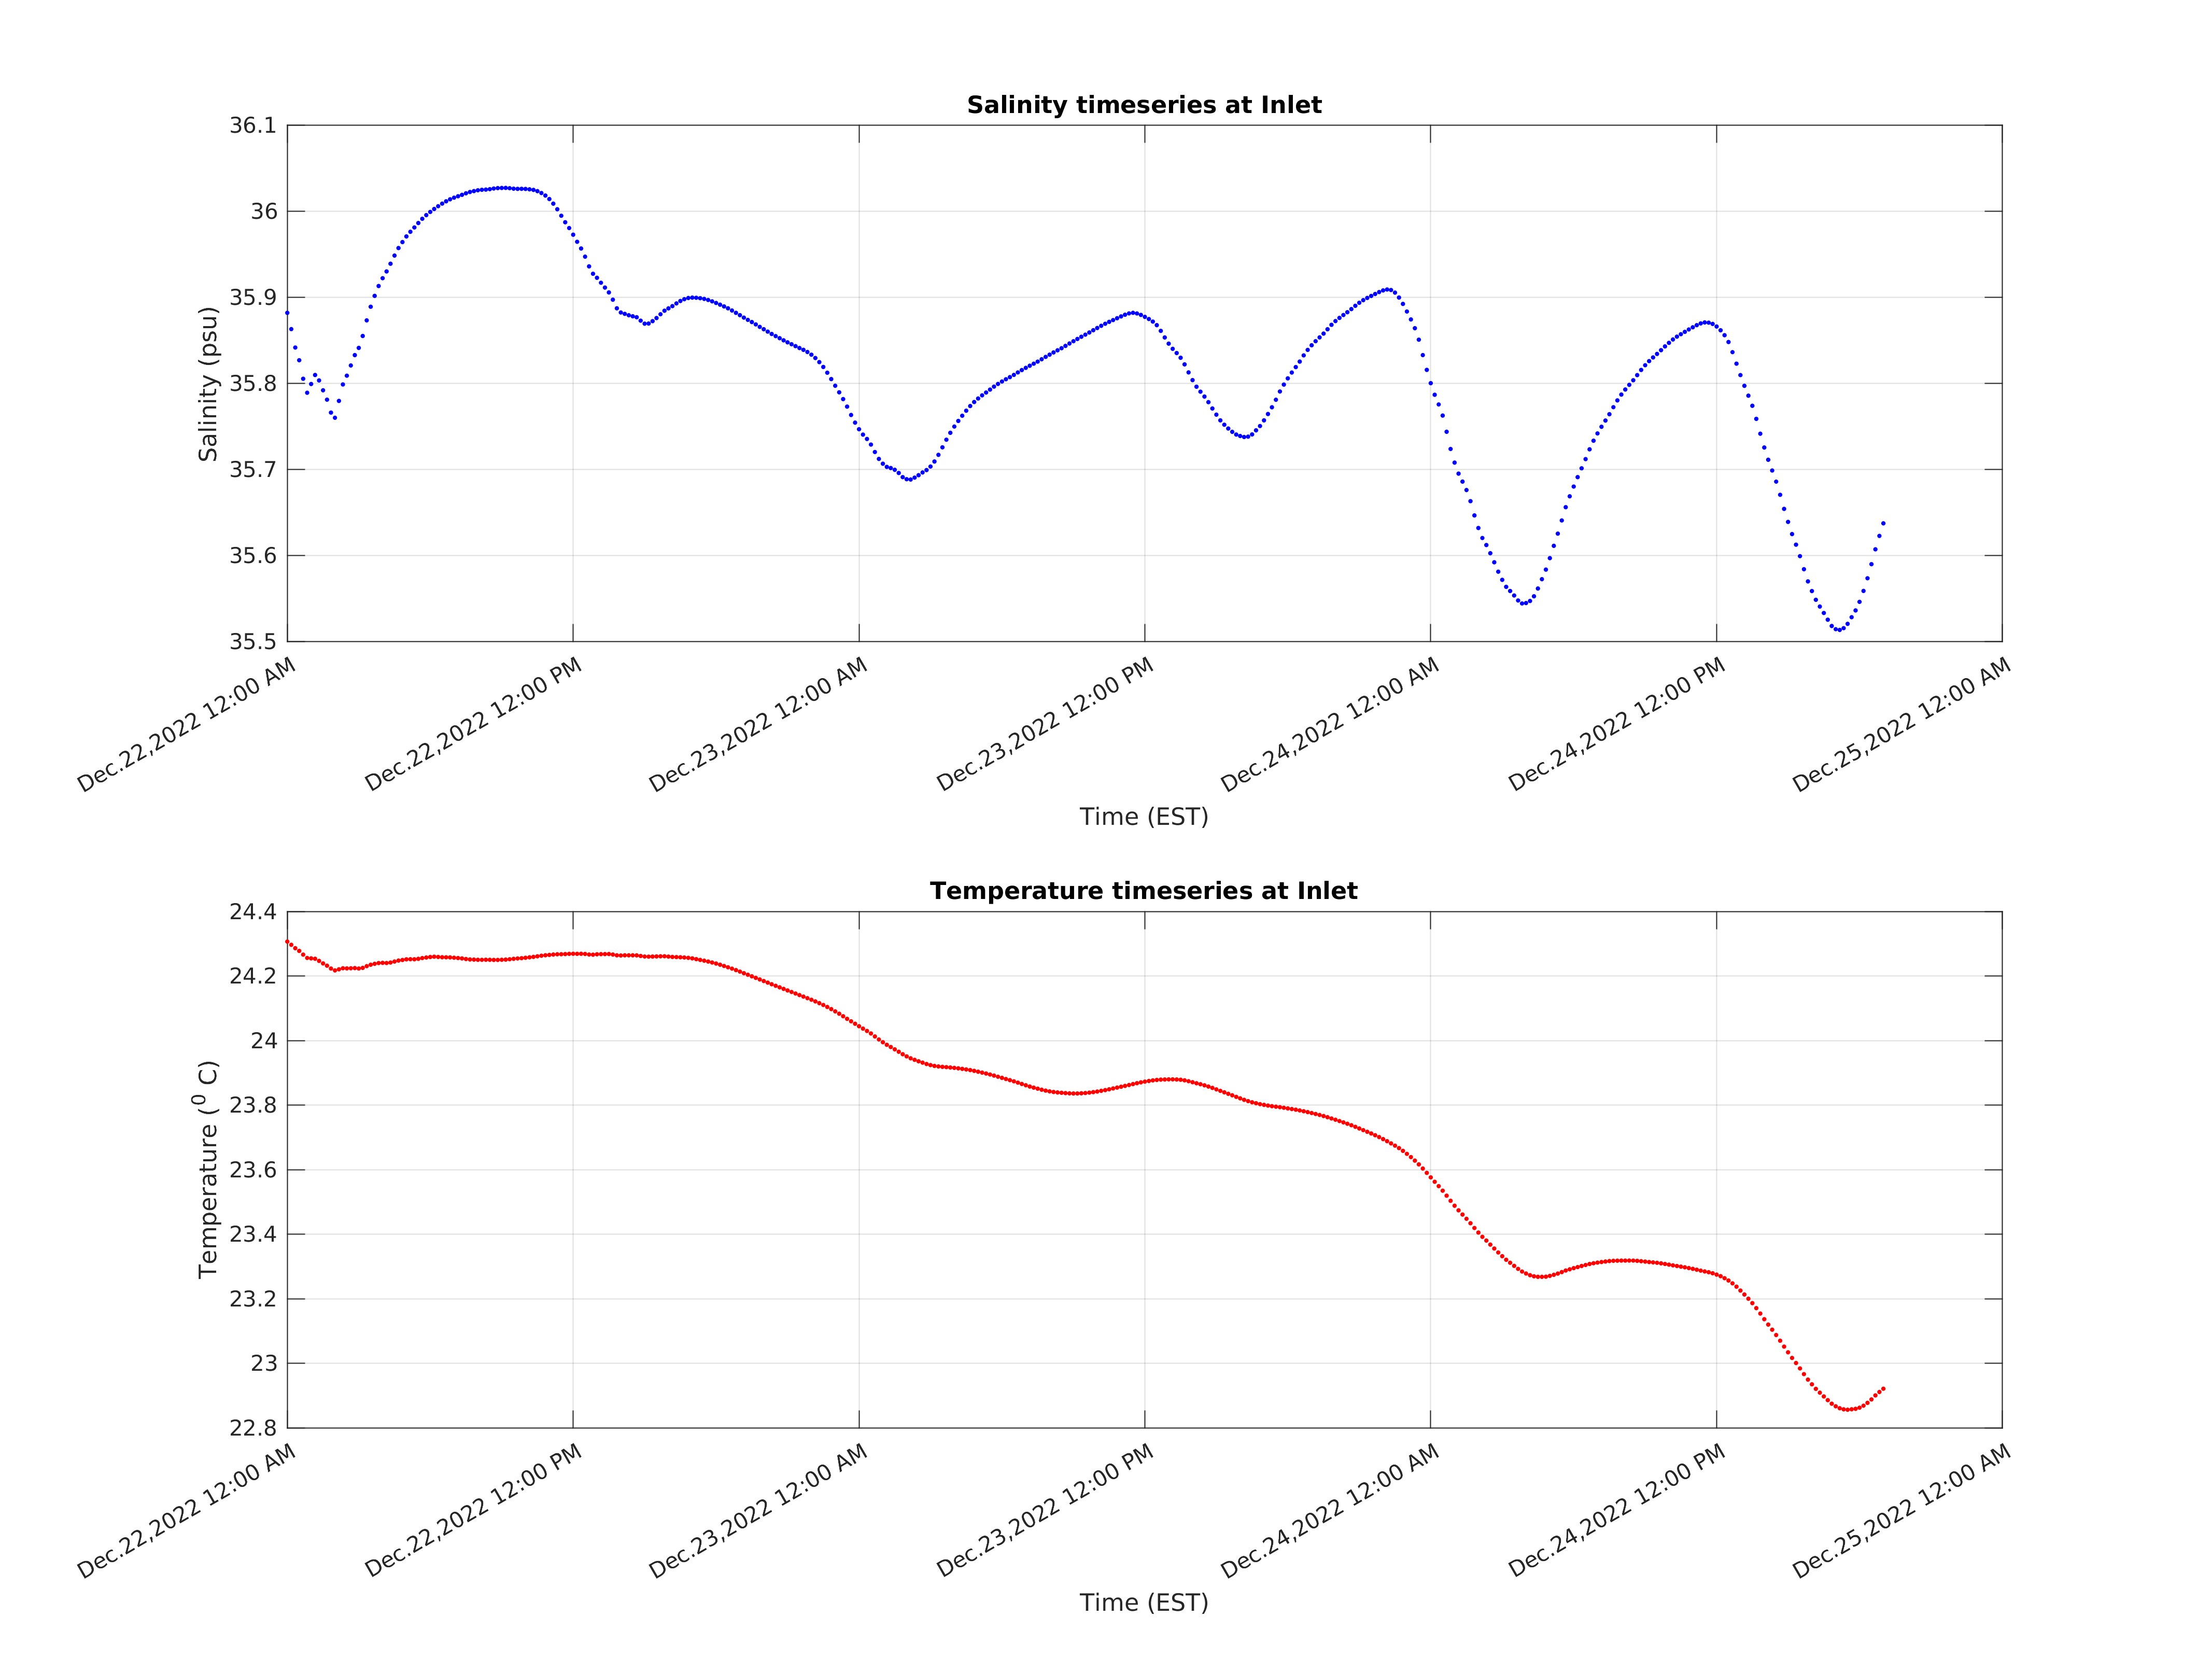 Salinity timeseries at Inlet
36.1
36
35.9
35.8
35.7
35.6
35.5
Salinity (psu)
Dec.22,2022 12:00 AM
Dec.22,2022 12:00 PM
Dec.23,2022 12:00 AM
Dec.23,2022 12:00 PM
Dec.24,2022 12:00 AM
Dec.24,2022 12:00 PM
Dec.25,2022 12:00 AM
Time (EST)
Temperature timeseries at Inlet
24.4
24.2
24
23.8
23.6
23.4
23.2
23
22.8
Temperature (⁰ C)
Dec.22,2022 12:00 AM
Dec.22,2022 12:00 PM
Dec.23,2022 12:00 AM
Dec.23,2022 12:00 PM
Dec.24,2022 12:00 AM
Dec.24,2022 12:00 PM
Dec.25,2022 12:00 AM
Time (EST)